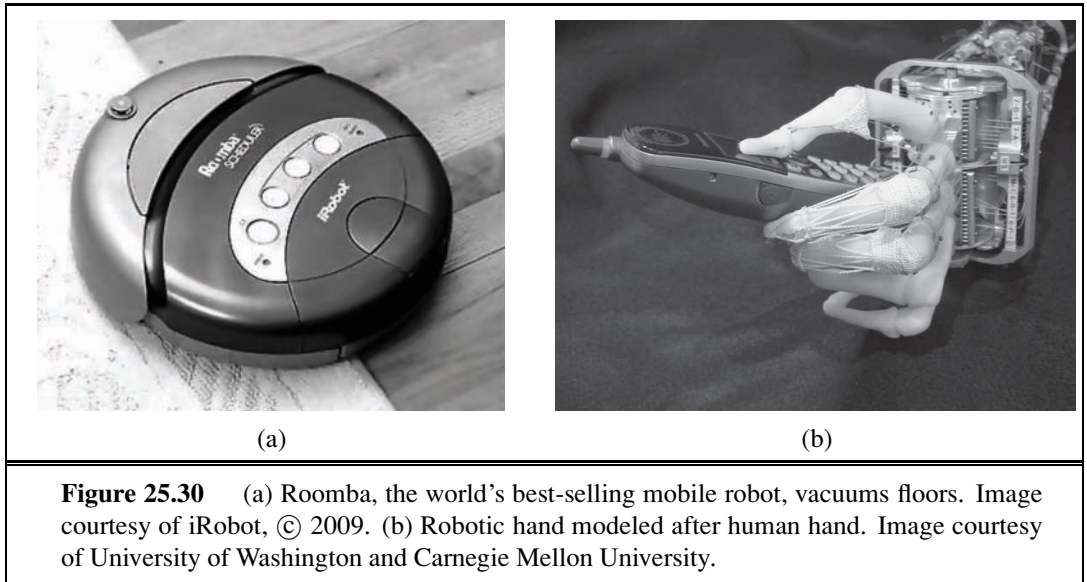 Roomba
SCHEDULER
iRobot
(a)
(b)
Figure 25.30 (a) Roomba, the world's best-selling mobile robot, vacuums floors. Image
courtesy of iRobot, © 2009. (b) Robotic hand modeled after human hand. Image courtesy
of University of Washington and Carnegie Mellon University.